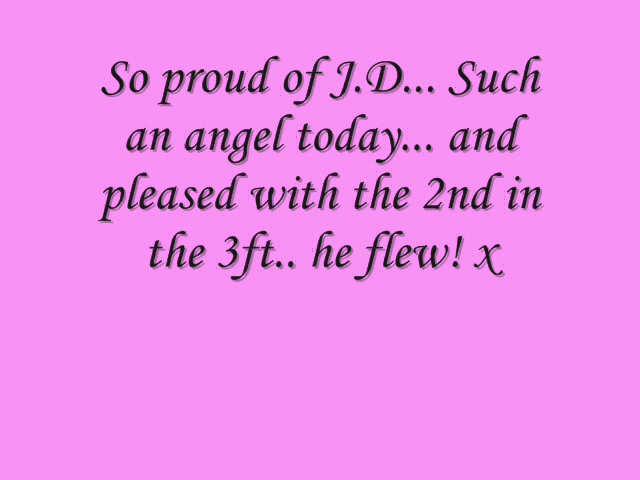 So proud of J.D... Such
an angel today... and
pleased with the 2nd in
the 3ft.. he flew! x